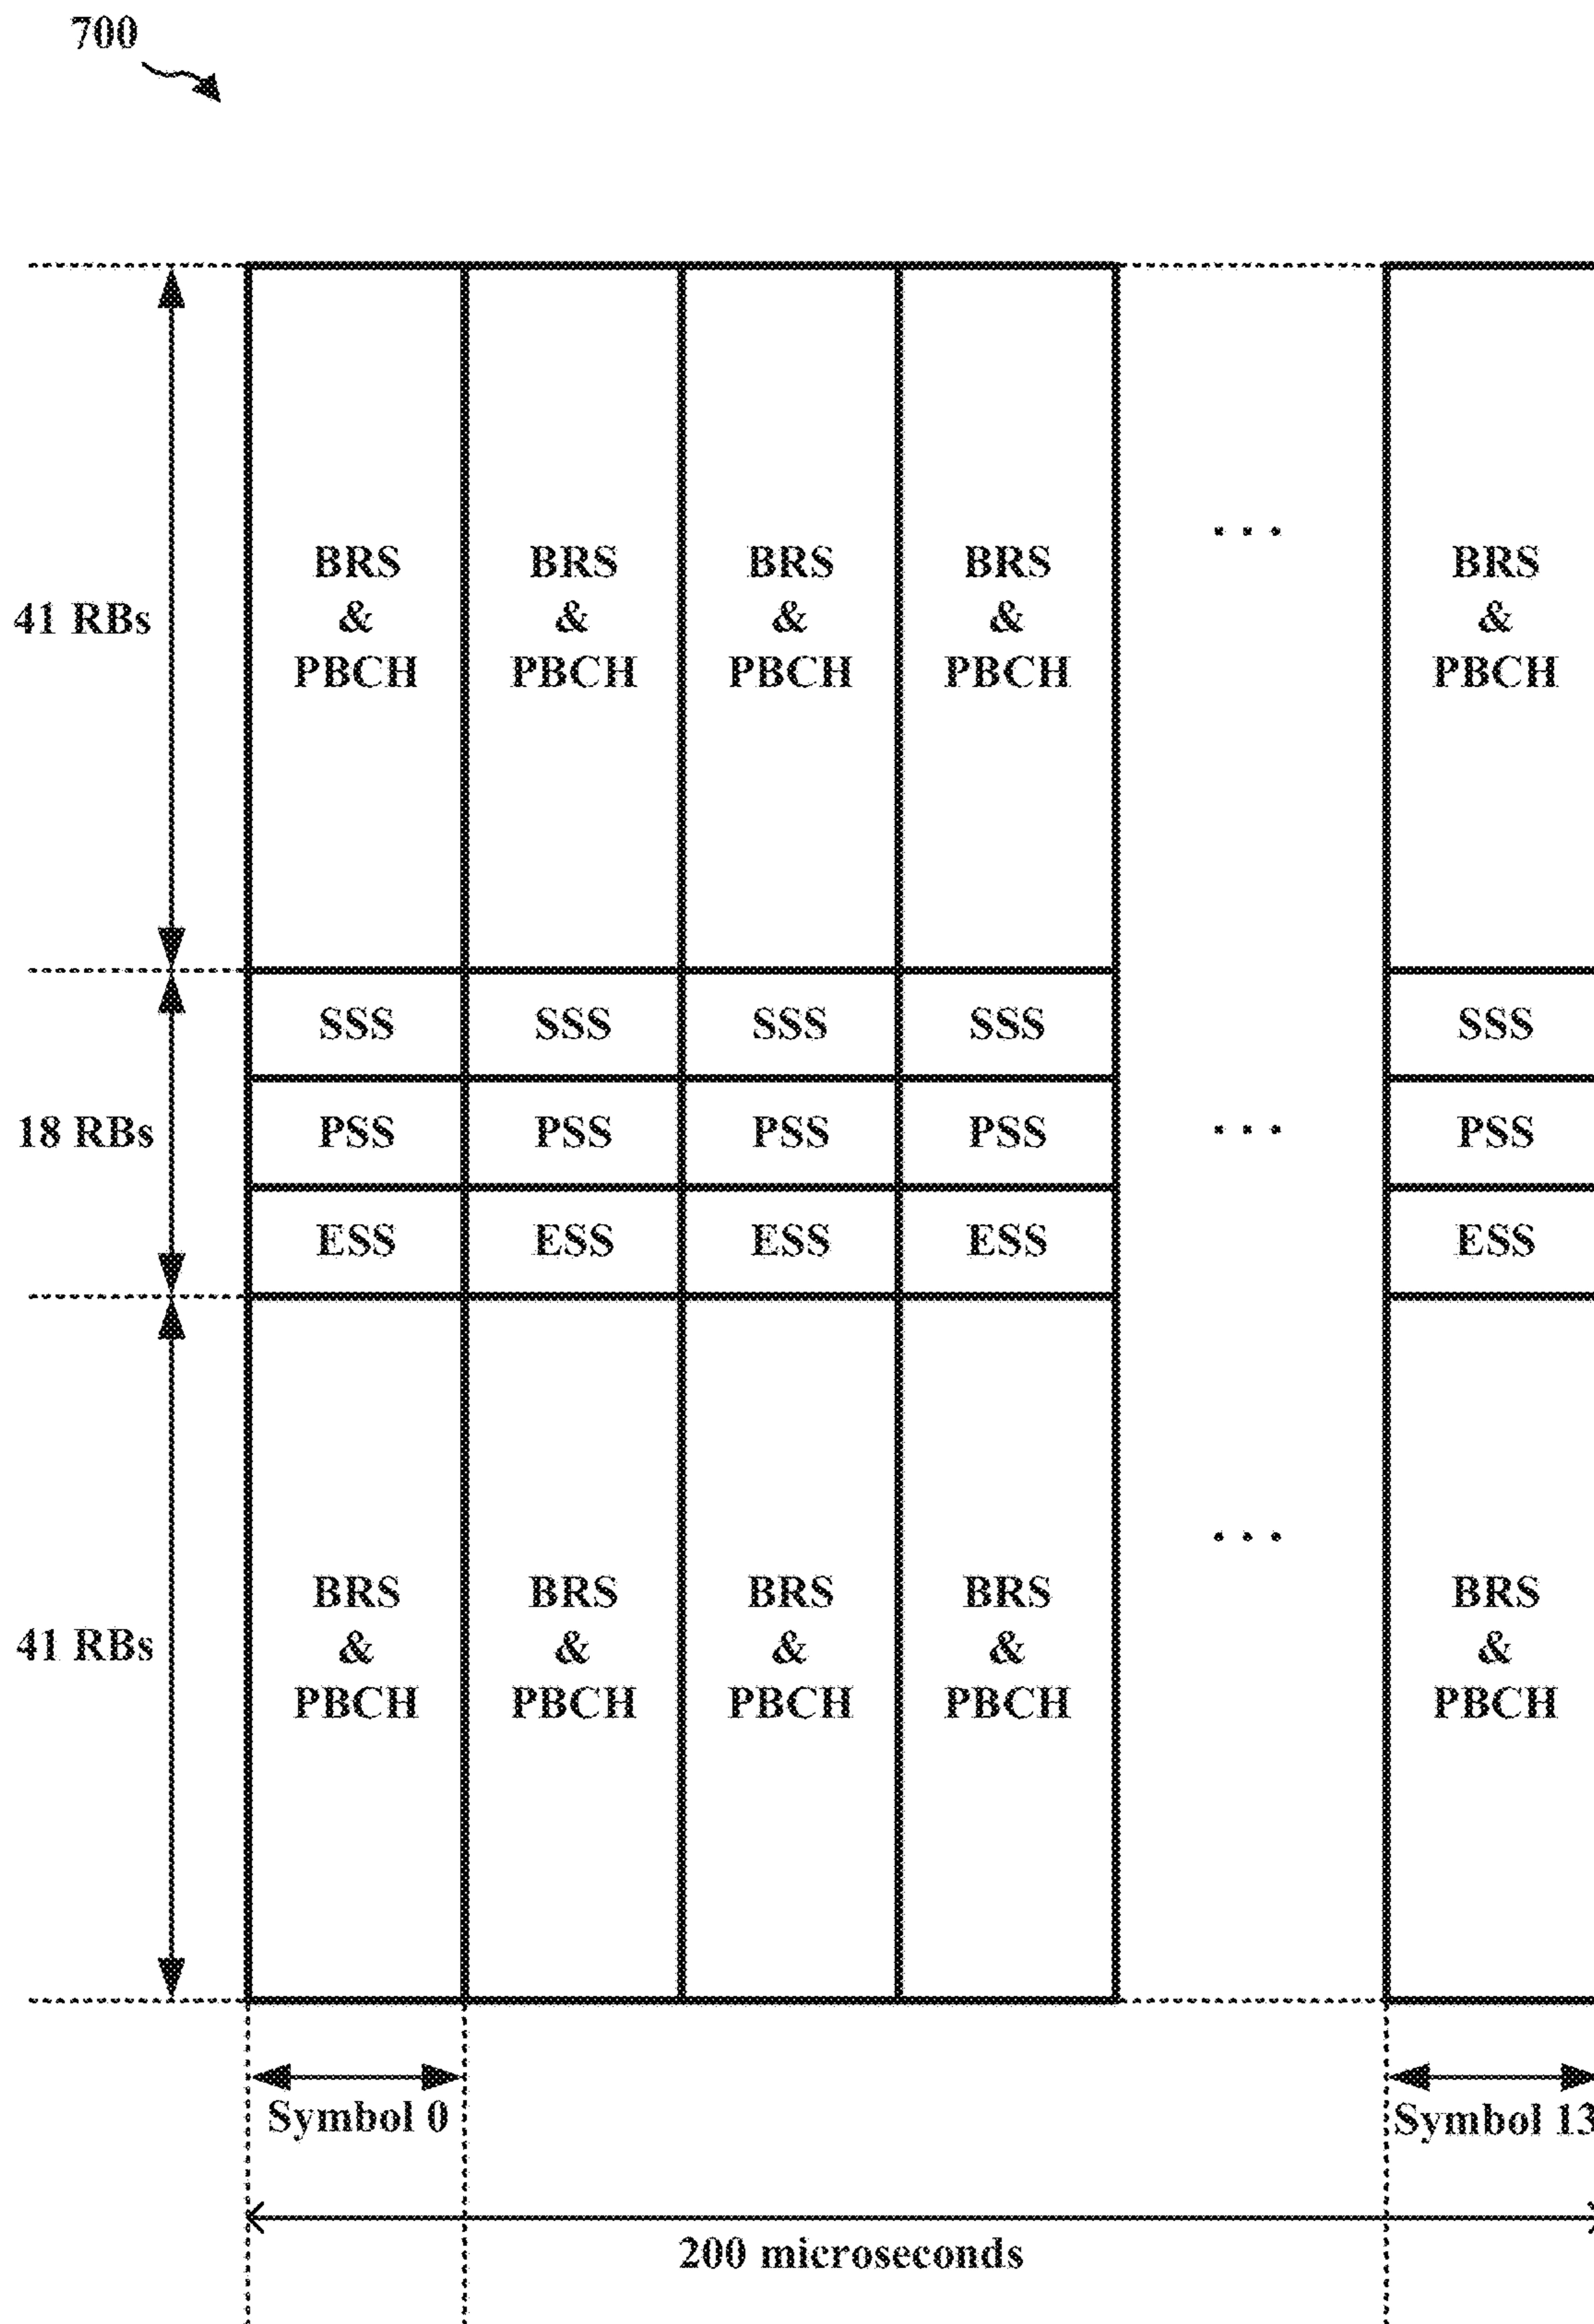 700
BRS BRS BRS BRS BRS
41 RBs & & & & &
PBCH PBCH PBCH PBCH PBCH
...
SSS SSS SSS SSS SSS
18 RBs PSS PSS PSS PSS ... PSS
ESS ESS ESS ESS ESS
...
BRS BRS BRS BRS BRS
41 RBs & & & & &
PBCH PBCH PBCH PBCH PBCH
Symbol 0 Symbol 13
200 microseconds